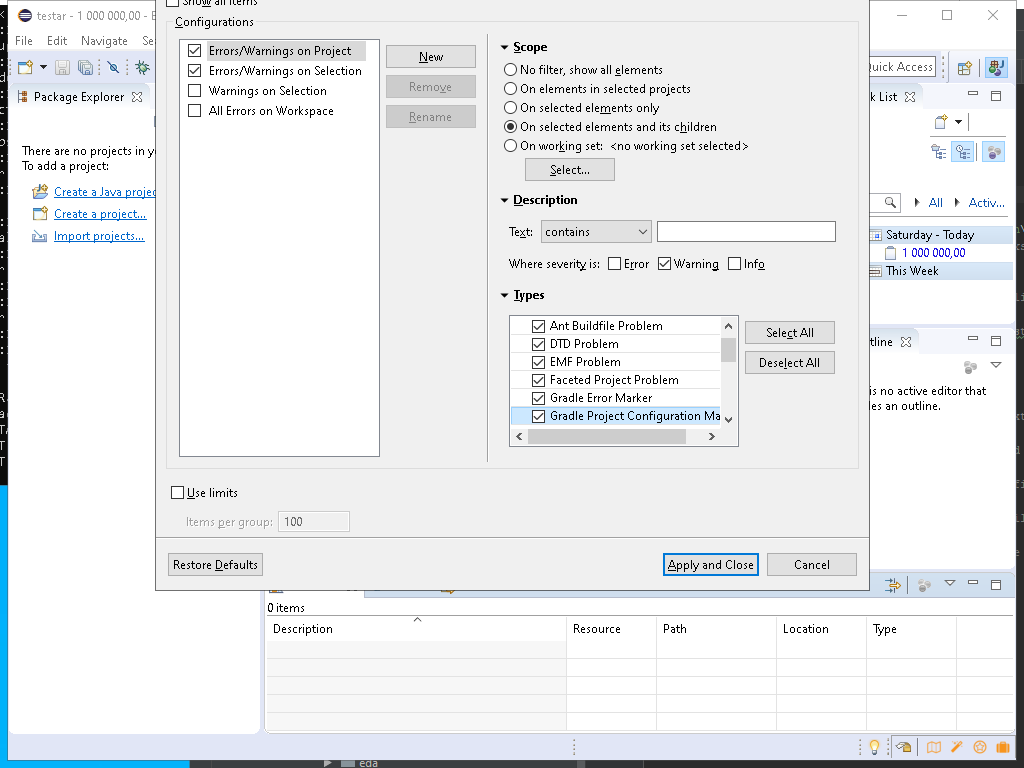 Show all items
testar - 1 000 000,00 - E
File Edit Navigate Se
Configurations
Errors/Warnings on Project
Errors/Warnings on Selection
Warnings on Selection
All Errors on Workspace
New
Remove
Rename
Scope
No filter, show all elements
On elements in selected projects
On selected elements only
On selected elements and its children
On working set: <no working set selected>
Select...
Description
Text: contains
Where severity is: Error Warning Info
Types
Ant Buildfile Problem
DTD Problem
EMF Problem
Faceted Project Problem
Gradle Error Marker
Gradle Project Configuration Ma
Select All
Deselect All
Use limits
Items per group: 100
Restore Defaults
Apply and Close
Cancel
Package Explorer
There are no projects in y
To add a project:
Create a Java projec
Create a project...
Import projects...
Quick Access
k List
All
Activ...
Saturday - Today
1 000 000,00
This Week
tline
is no active editor that
es an outline.
0 items
Description Resource Path Location Type
eda